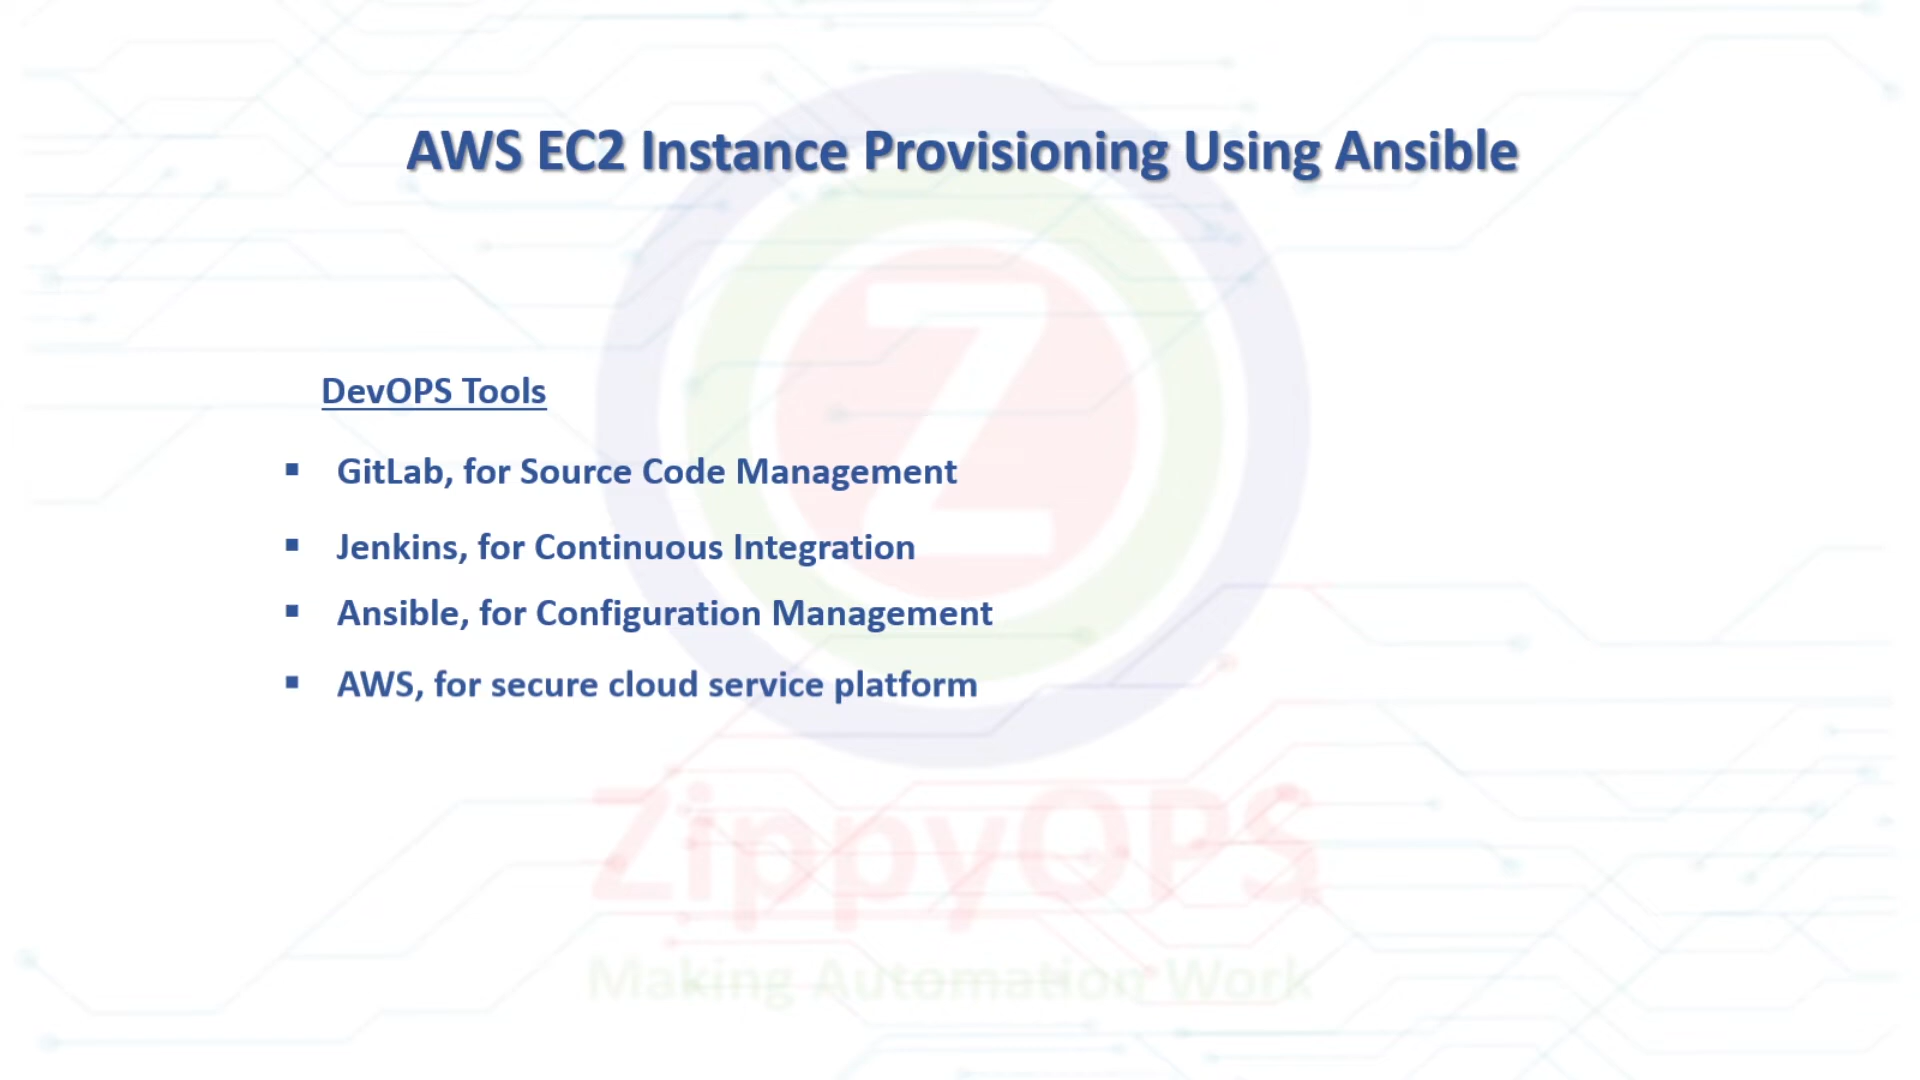 AWS EC2 Instance Provisioning Using Ansible
DevOPS Tools
▪ GitLab, for Source Code Management
▪ Jenkins, for Continuous Integration
▪ Ansible, for Configuration Management
▪ AWS, for secure cloud service platform
Z
ZippyOPS
Making Automation Work